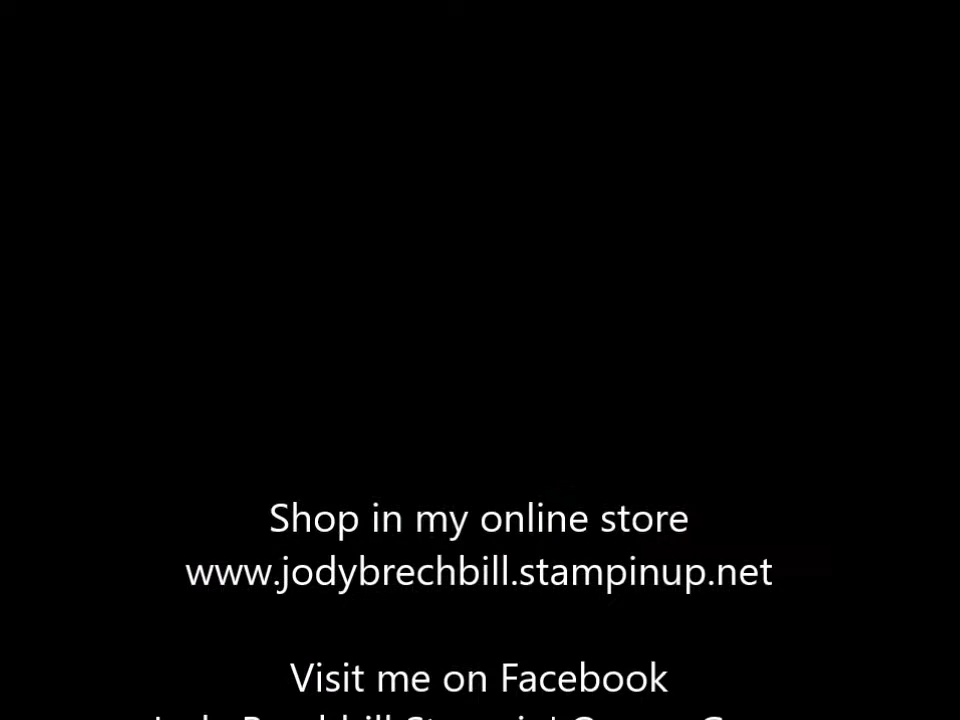 Shop in my online store
www.jodybrechbill.stampinup.net
Visit me on Facebook